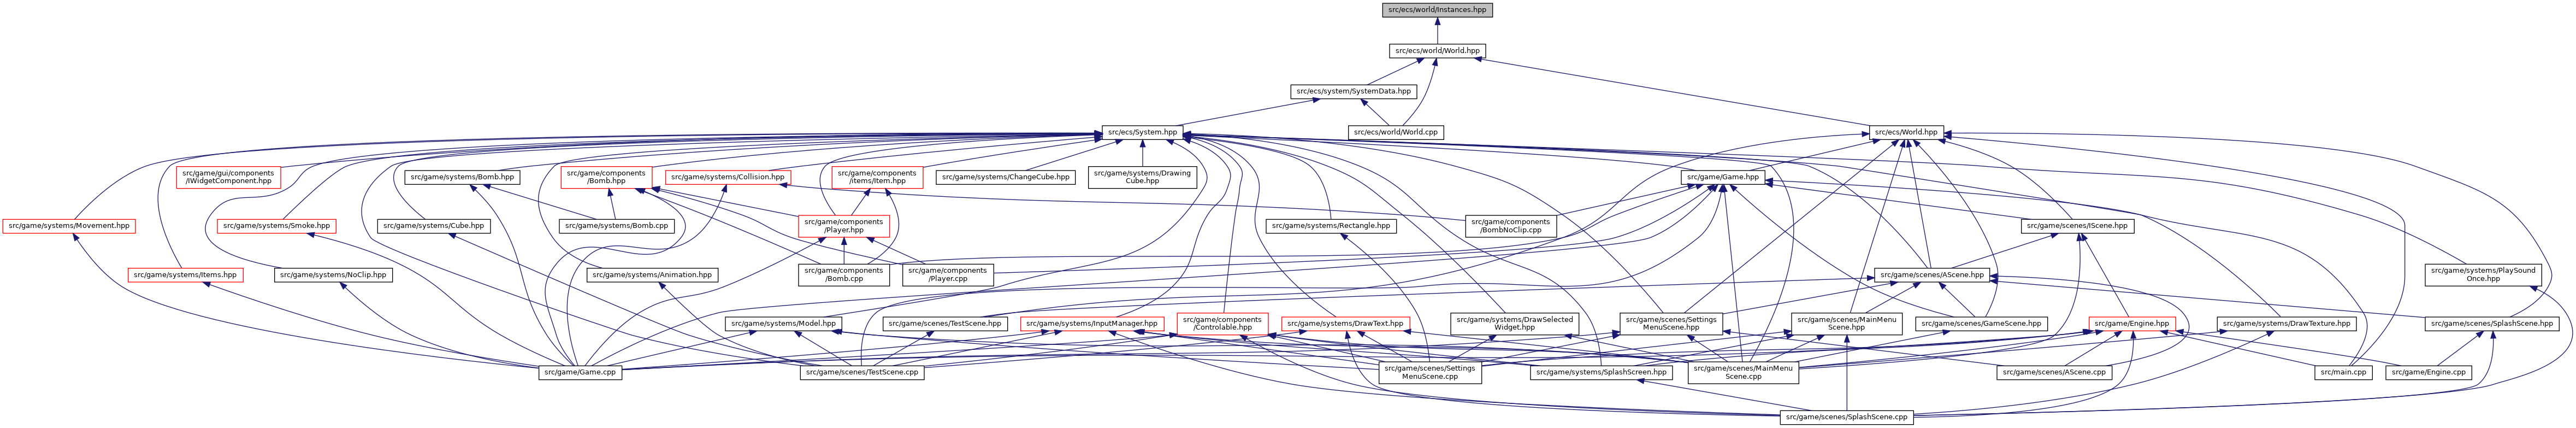 src/ecs/world/Instances.hpp
src/ecs/world/World.hpp
src/ecs/system/SystemData.hpp
src/ecs/System.hpp
src/ecs/world/World.cpp
src/ecs/World.hpp
src/game/gui/components
/IWidgetComponent.hpp
src/game/systems/Bomb.hpp
src/game/components
/Bomb.hpp
src/game/systems/Collision.hpp
src/game/components
/items/Item.hpp
src/game/systems/ChangeCube.hpp
src/game/systems/Drawing
Cube.hpp
src/game/Game.hpp
src/game/systems/Movement.hpp
src/game/systems/Smoke.hpp
src/game/systems/Cube.hpp
src/game/systems/Bomb.cpp
src/game/components
/Player.hpp
src/game/systems/Rectangle.hpp
src/game/components
/BombNoClip.cpp
src/game/scenes/IScene.hpp
src/game/systems/Items.hpp
src/game/systems/NoClip.hpp
src/game/systems/Animation.hpp
src/game/components
/Bomb.cpp
src/game/components
/Player.cpp
src/game/scenes/AScene.hpp
src/game/systems/PlaySound
Once.hpp
src/game/systems/Model.hpp
src/game/scenes/TestScene.hpp
src/game/systems/InputManager.hpp
src/game/components
/Controlable.hpp
src/game/systems/DrawText.hpp
src/game/systems/DrawSelected
Widget.hpp
src/game/scenes/Settings
MenuScene.hpp
src/game/scenes/MainMenu
Scene.hpp
src/game/scenes/GameScene.hpp
src/game/Engine.hpp
src/game/systems/DrawTexture.hpp
src/game/scenes/SplashScene.hpp
src/game/Game.cpp
src/game/scenes/TestScene.cpp
src/game/scenes/Settings
MenuScene.cpp
src/game/systems/SplashScreen.hpp
src/game/scenes/MainMenu
Scene.cpp
src/game/scenes/AScene.cpp
src/main.cpp
src/game/Engine.cpp
src/game/scenes/SplashScene.cpp